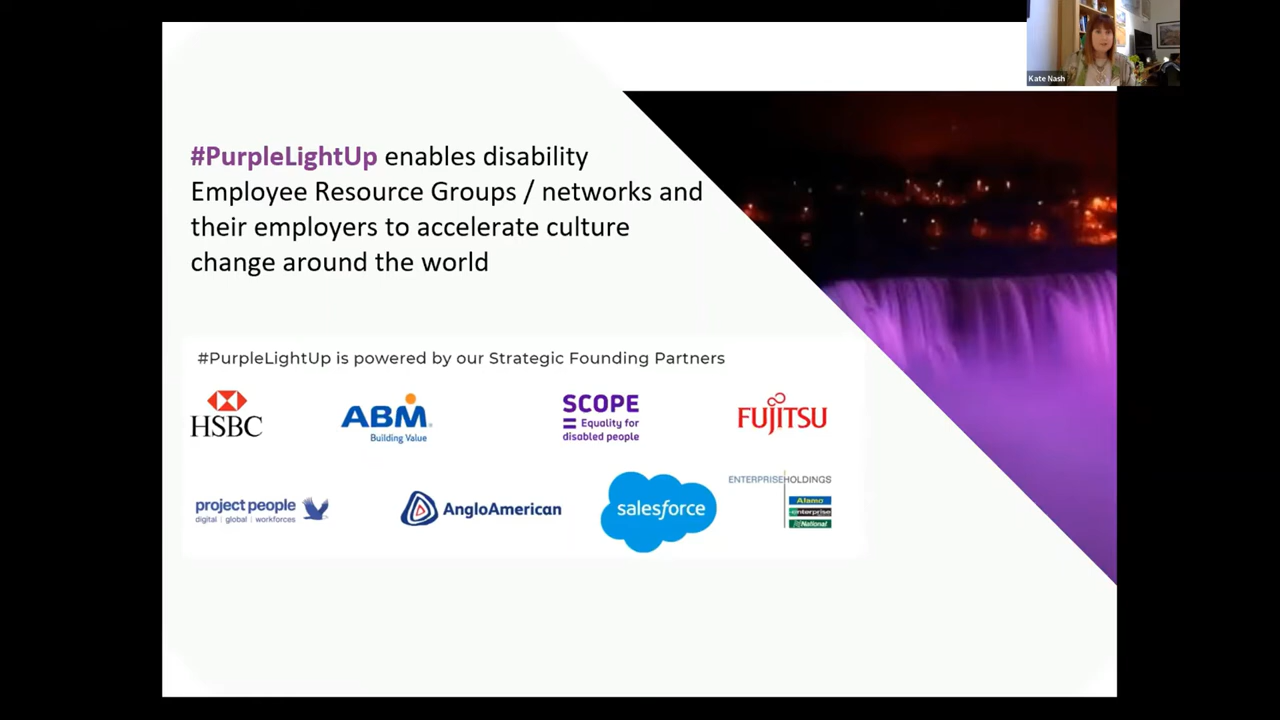 Kate Nash
#PurpleLightUp enables disability
Employee Resource Groups / networks and
their employers to accelerate culture
change around the world
#PurpleLightUp is powered by our Strategic Founding Partners
HSBC
ABM
Building Value
SCOPE
= Equality for
disabled people
FUJITSU
project people
digital | global | workforces
AngloAmerican
salesforce
ENTERPRISE HOLDINGS
Alamo
enterprise
National